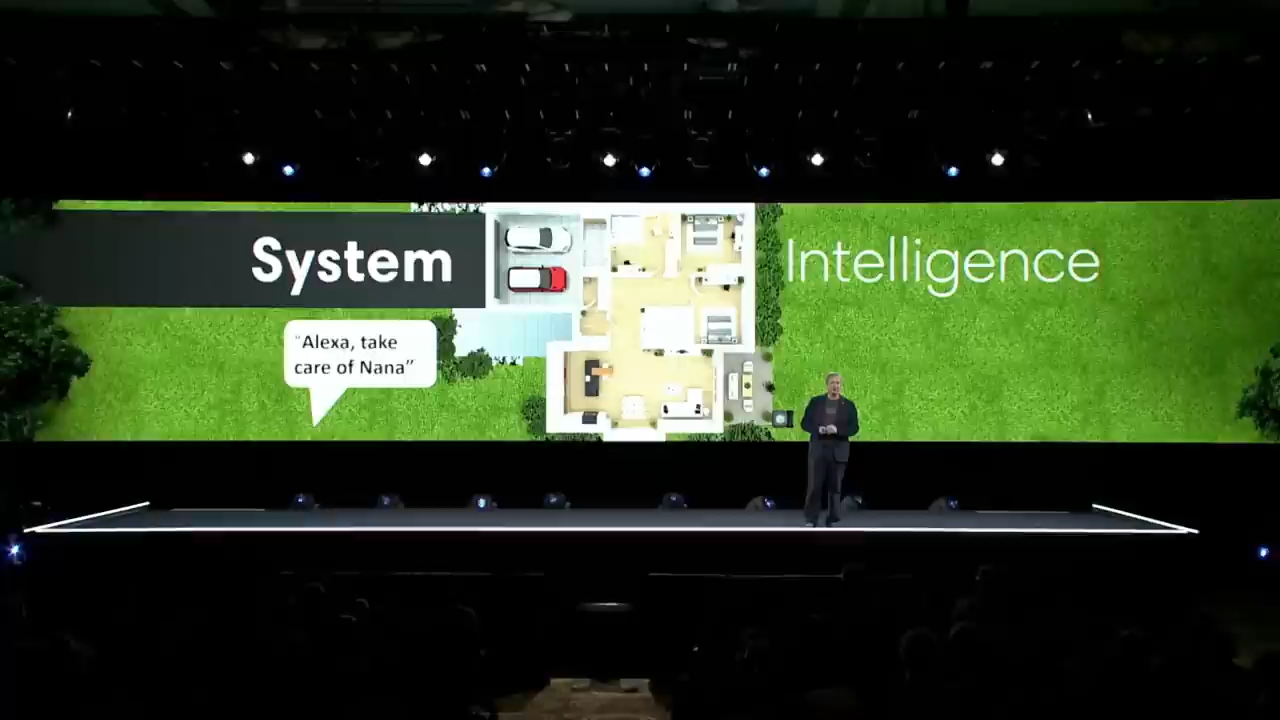 System Intelligence
"Alexa, take
care of Nana"